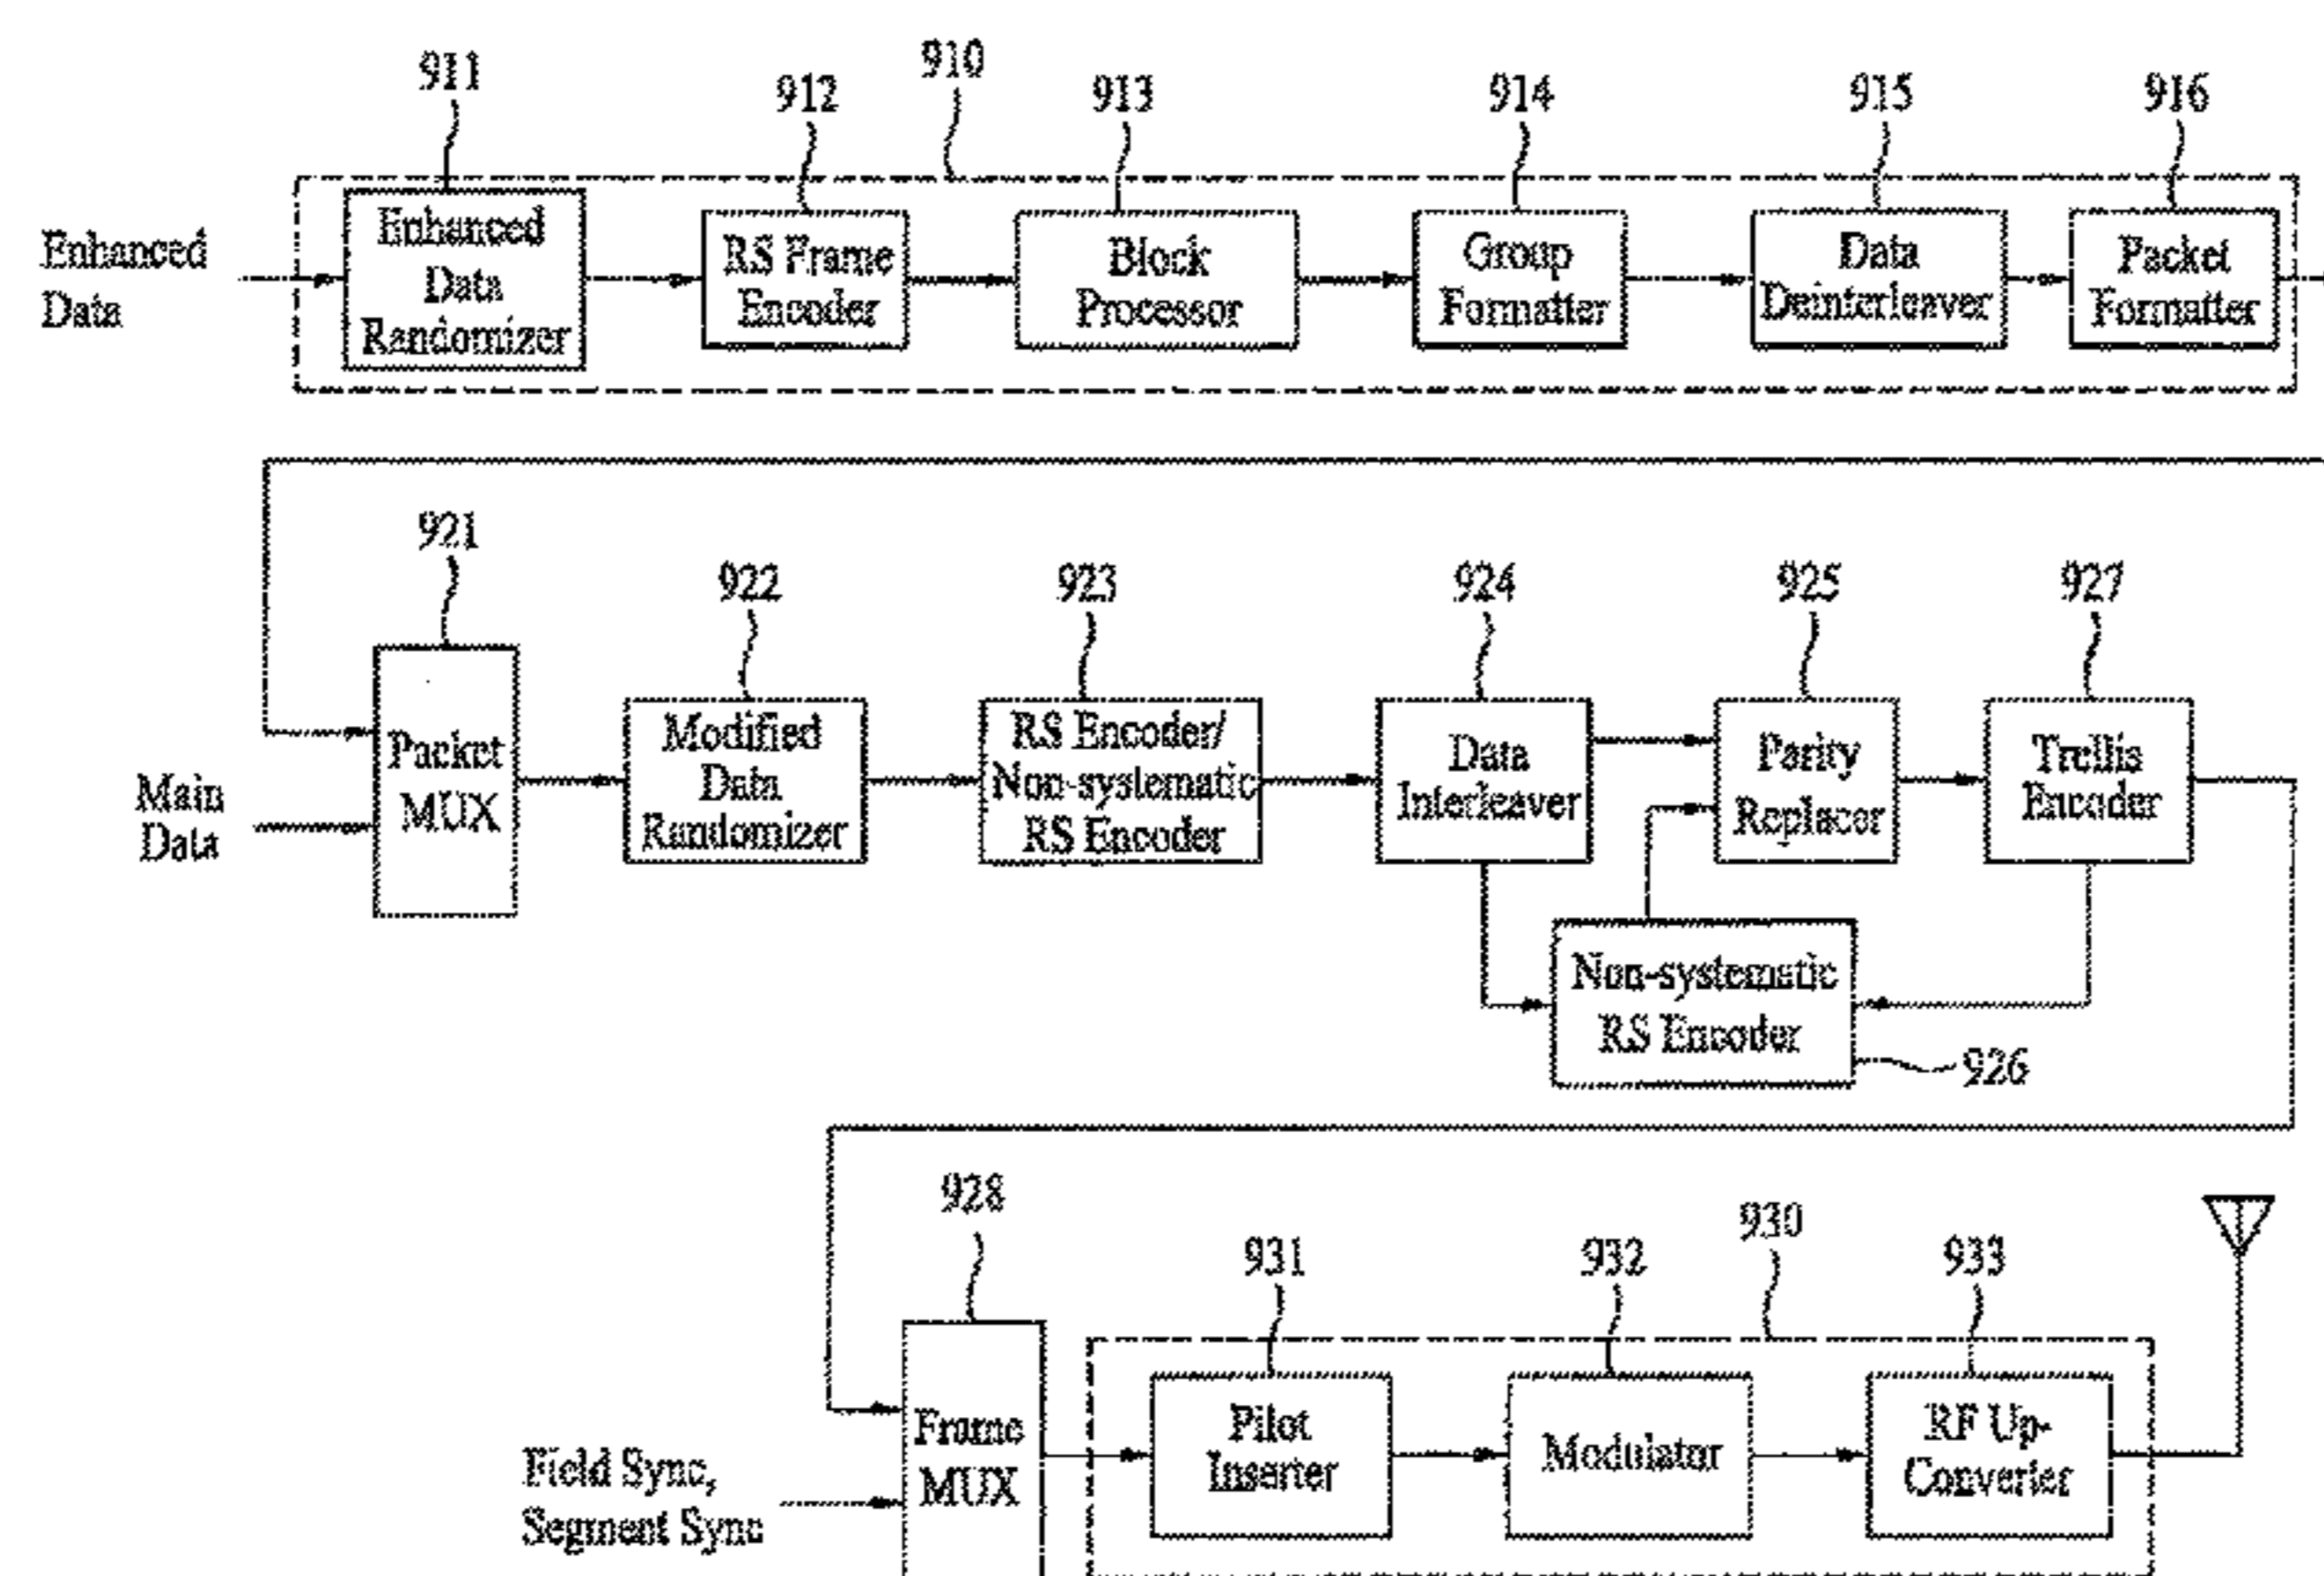 910
911
912
913
914
915
916
Enhanced
Data
Enhanced
Data
Randomizer
RS Frame
Encoder
Block
Processor
Group
Formatter
Data
Deinterleaver
Packet
Formatter
921
922
923
924
925
927
Main
Data
Packet
MUX
Modified
Data
Randomizer
RS Encoder/
Non-systematic
RS Encoder
Data
Interleaver
Parity
Replacer
Trellis
Encoder
Non-systematic
RS Encoder
926
928
930
931
932
933
Field Sync,
Segment Sync
Frame
MUX
Pilot
Inserter
Modulator
RF Up-
Converter